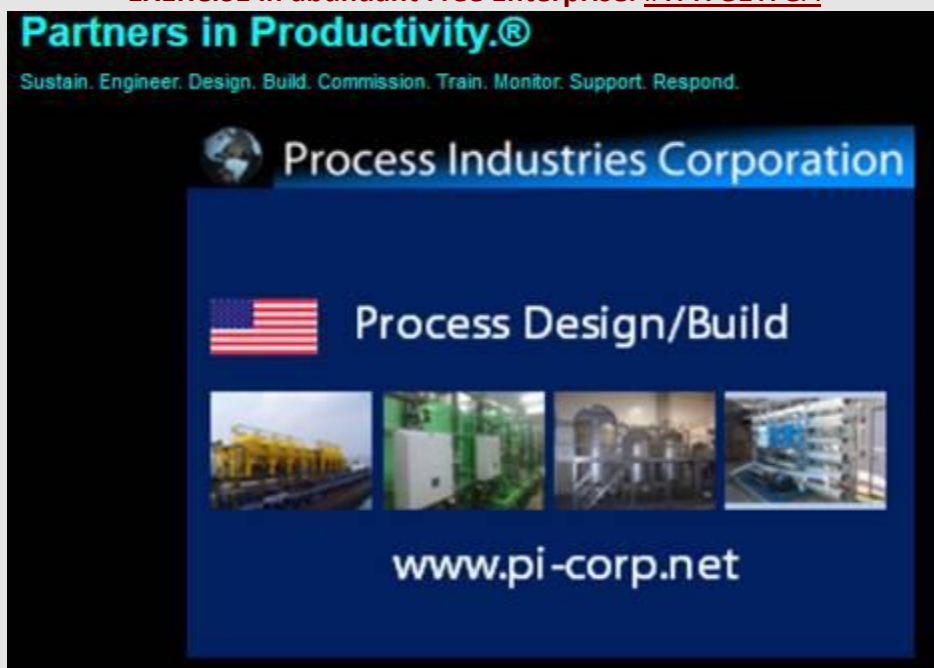 Partners in Productivity.®
Sustain. Engineer. Design. Build. Commission. Train. Monitor. Support. Respond.
Process Industries Corporation
Process Design/Build
www.pi-corp.net